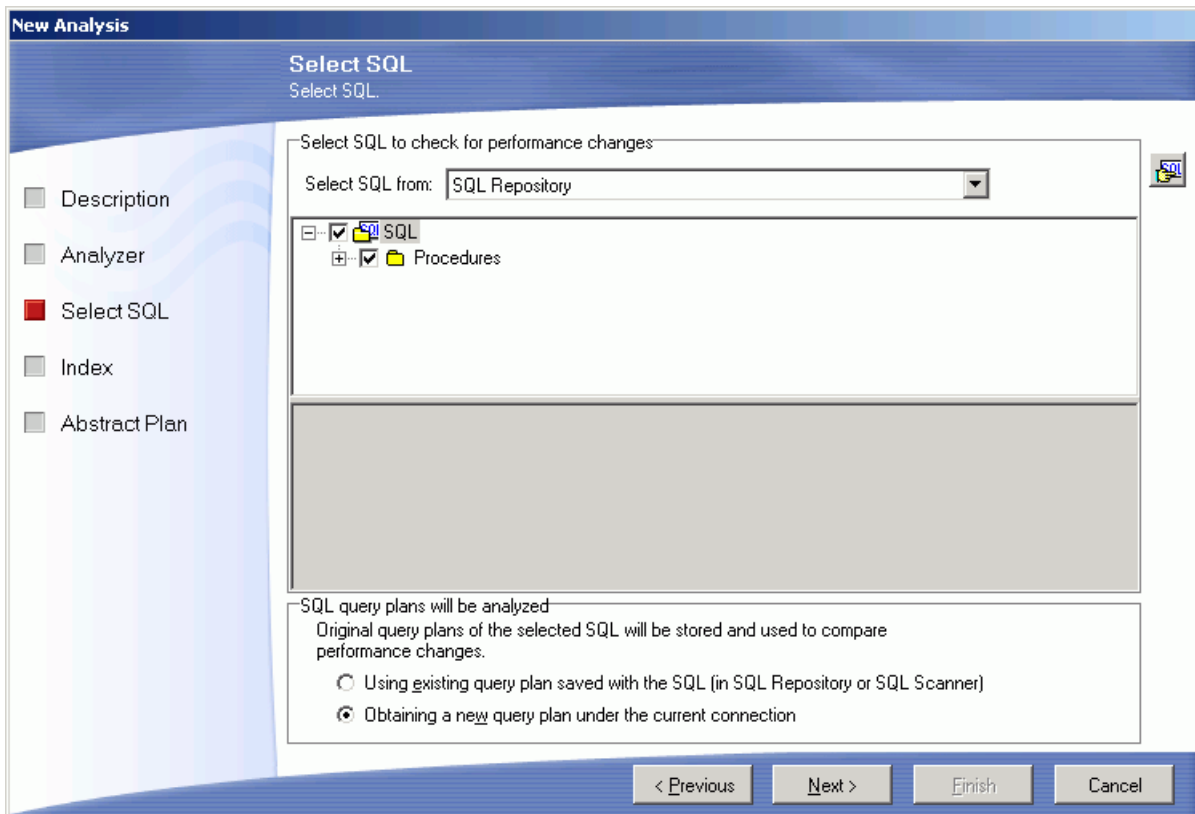 New Analysis
Select SQL
Select SQL.
Description
Analyzer
Select SQL
Index
Abstract Plan
Select SQL to check for performance changes
Select SQL from: SQL Repository
SQL
SQL SQL
Procedures
SQL query plans will be analyzed
Original query plans of the selected SQL will be stored and used to compare
performance changes.
Using existing query plan saved with the SQL (in SQL Repository or SQL Scanner)
Obtaining a new query plan under the current connection
< Previous
Next >
Finish
Cancel